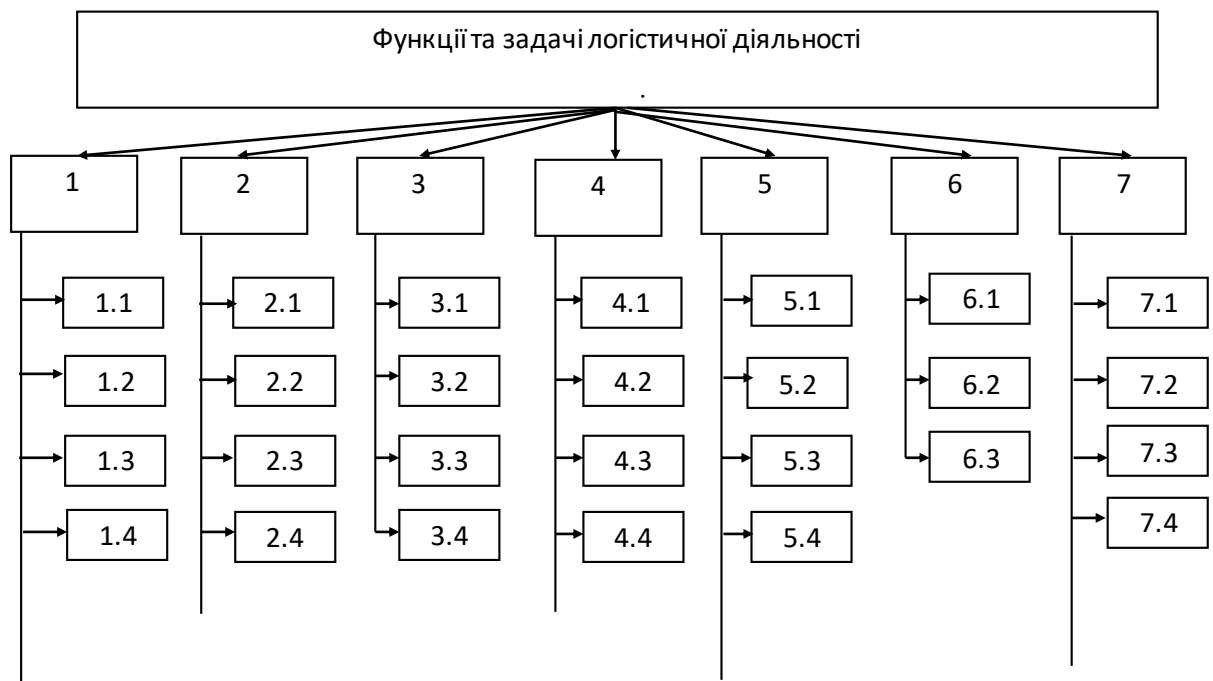 Функції та задачі логістичної діяльності
.
1 2 3 4 5 6 7
1.1 2.1 3.1 4.1 5.1 6.1 7.1
1.2 2.2 3.2 4.2 5.2 6.2 7.2
1.3 2.3 3.3 4.3 5.3 6.3 7.3
1.4 2.4 3.4 4.4 5.4 7.4